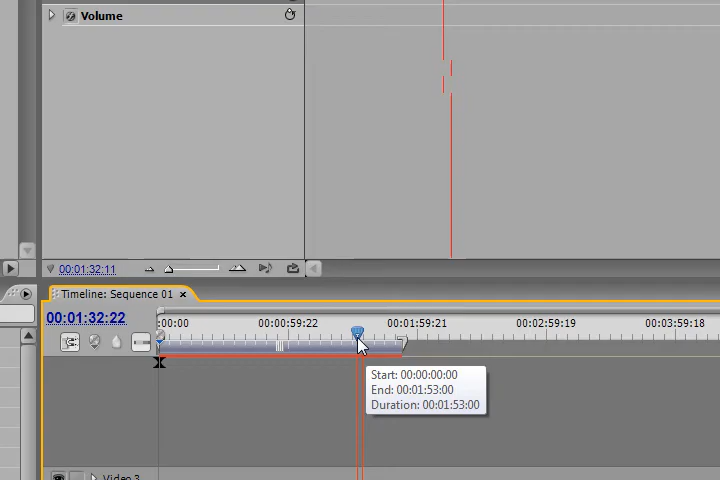 Volume
00:01:32:11
Timeline: Sequence 01 ×
00:01:32:22
:00:00 00:00:59:22 00:01:59:21 00:02:59:19 00:03:59:18
Start: 00:00:00:00
End: 00:01:53:00
Duration: 00:01:53:00
Video 3